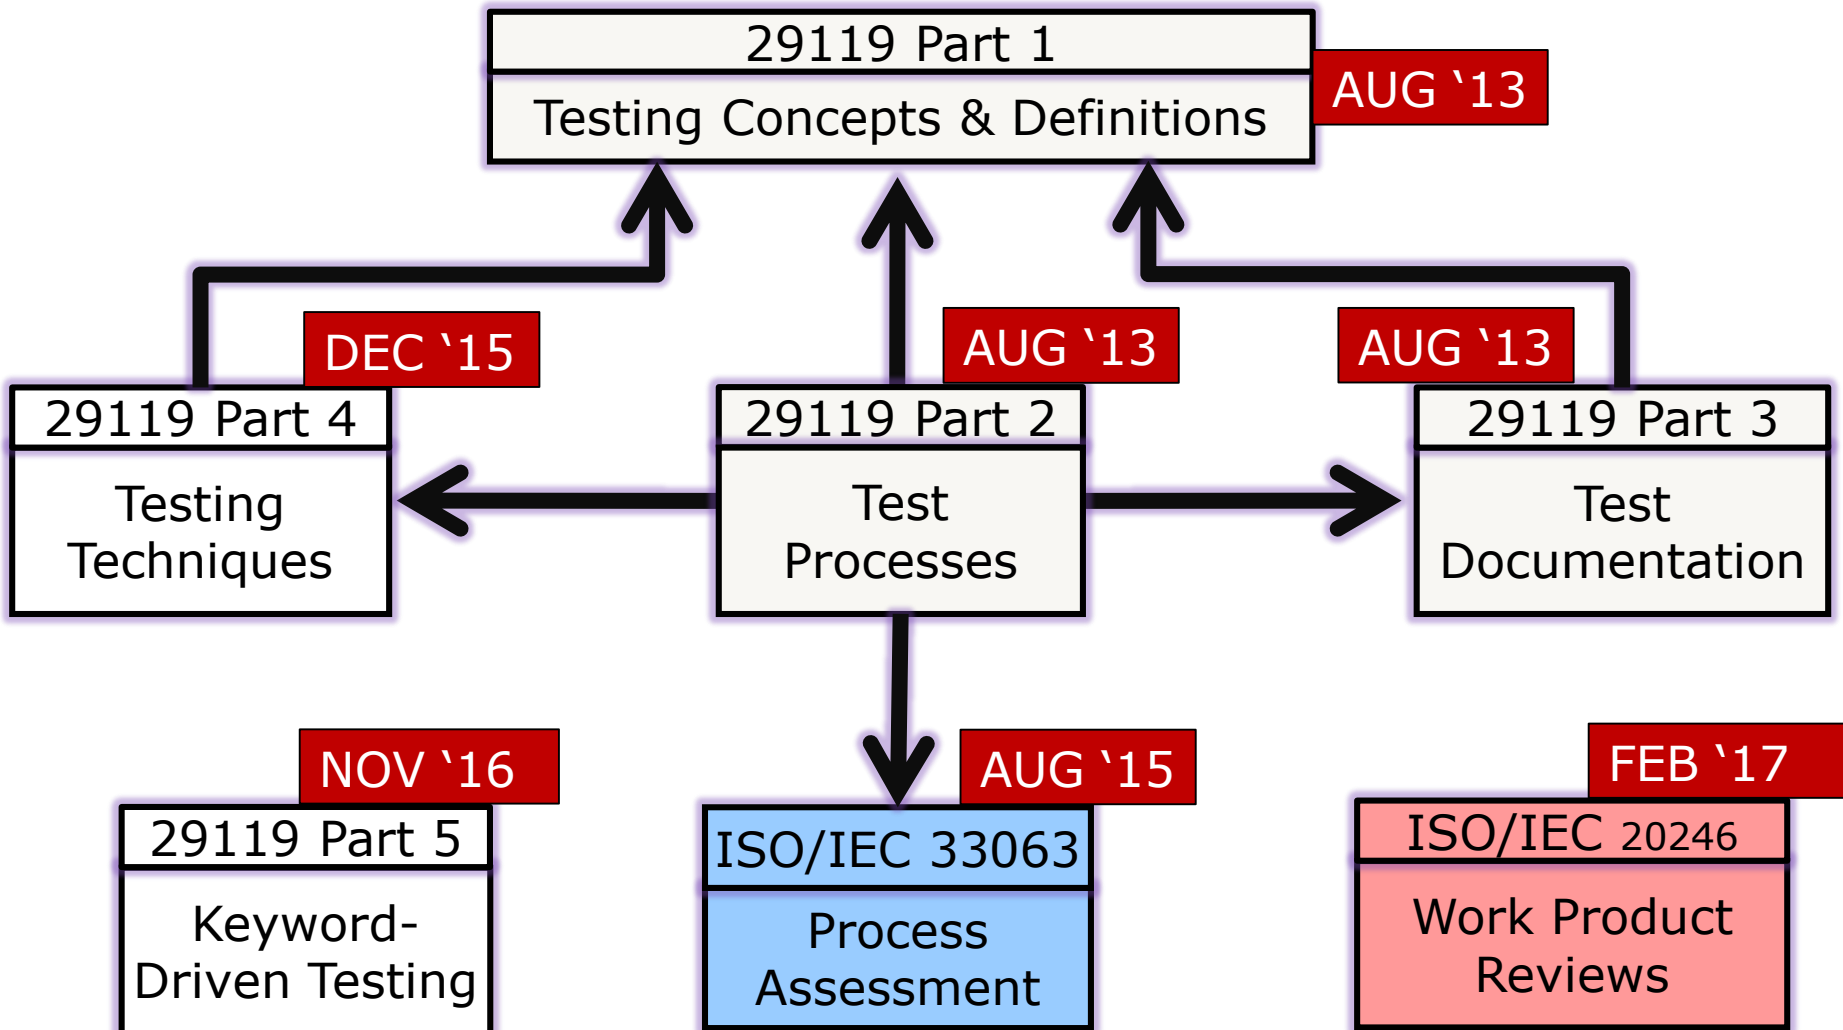 29119 Part 1
AUG ‘13
Testing Concepts & Definitions
DEC ‘15
29119 Part 4
Testing
Techniques
AUG ‘13
29119 Part 2
Test
Processes
AUG ‘13
29119 Part 3
Test
Documentation
NOV ‘16
29119 Part 5
Keyword-
Driven Testing
AUG ‘15
ISO/IEC 33063
Process
Assessment
FEB ‘17
ISO/IEC 20246
Work Product
Reviews